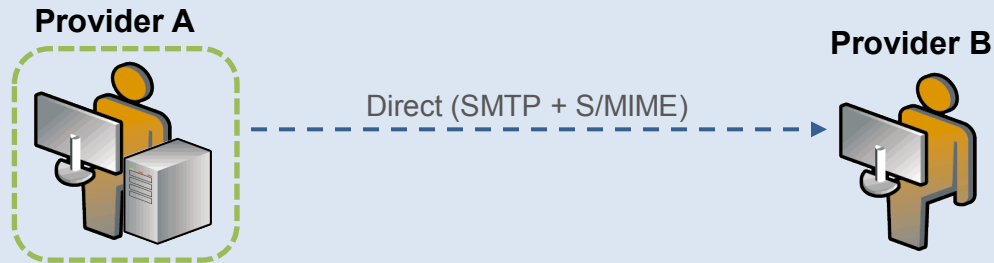 Provider A
Provider B
Direct (SMTP + S/MIME)